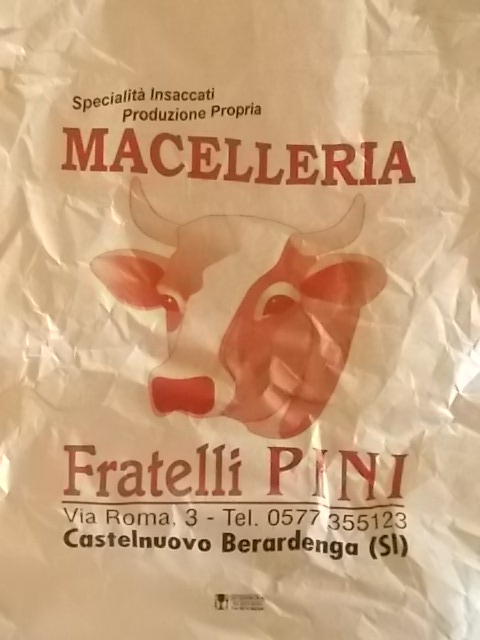 Specialità Insaccati
Produzione Propria
MACELLERIA
Fratelli PINI
Via Roma, 3 - Tel. 0577 355123
Castelnuovo Berardenga (SI)